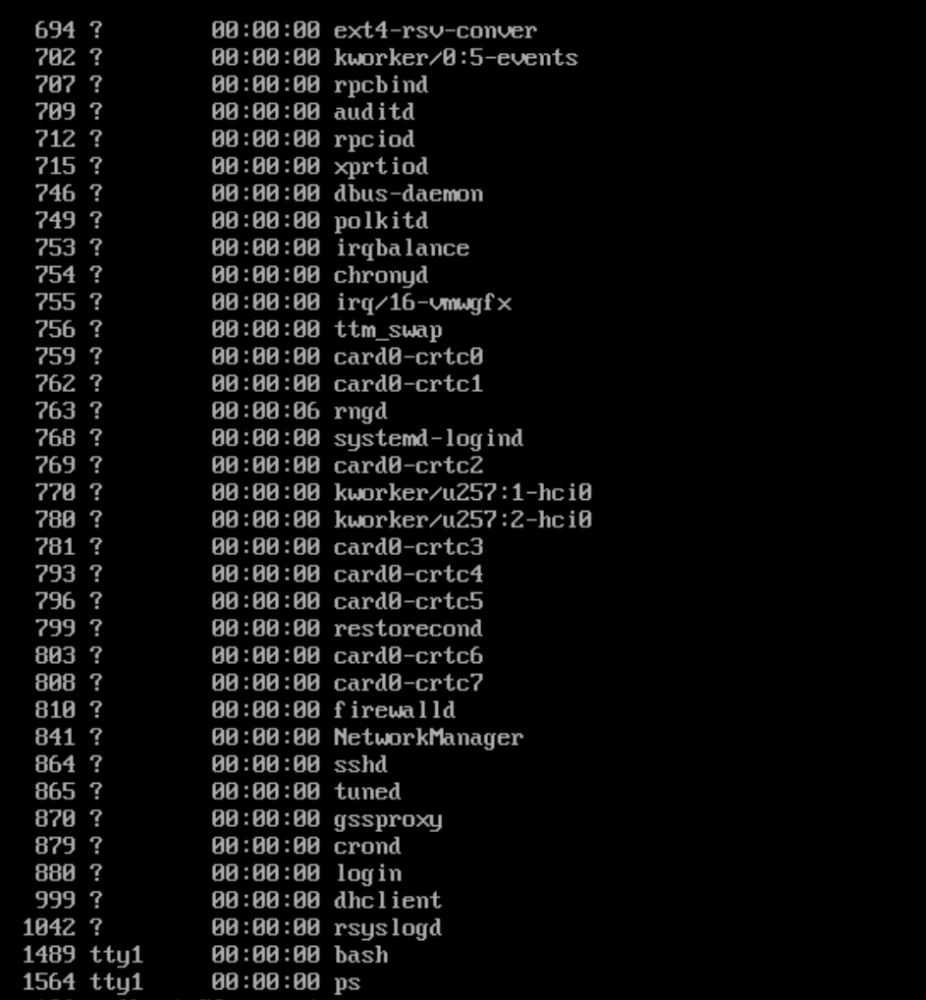 694 ? 00:00:00 ext4-rsv-conver
702 ? 00:00:00 kworker/0:5-events
707 ? 00:00:00 rpcbind
709 ? 00:00:00 auditd
712 ? 00:00:00 rpciod
715 ? 00:00:00 xprtiod
746 ? 00:00:00 dbus-daemon
749 ? 00:00:00 polkitd
753 ? 00:00:00 irqbalance
754 ? 00:00:00 chronyd
755 ? 00:00:00 irq/16-vmwgfx
756 ? 00:00:00 ttm_swap
759 ? 00:00:00 card0-crtc0
762 ? 00:00:00 card0-crtc1
763 ? 00:00:06 rngd
768 ? 00:00:00 systemd-logind
769 ? 00:00:00 card0-crtc2
770 ? 00:00:00 kworker/u257:1-hci0
780 ? 00:00:00 kworker/u257:2-hci0
781 ? 00:00:00 card0-crtc3
793 ? 00:00:00 card0-crtc4
796 ? 00:00:00 card0-crtc5
799 ? 00:00:00 restorecond
803 ? 00:00:00 card0-crtc6
808 ? 00:00:00 card0-crtc7
810 ? 00:00:00 firewalld
841 ? 00:00:00 NetworkManager
864 ? 00:00:00 sshd
865 ? 00:00:00 tuned
870 ? 00:00:00 gssproxy
879 ? 00:00:00 crond
880 ? 00:00:00 login
999 ? 00:00:00 dhclient
1042 ? 00:00:00 rsyslogd
1489 tty1 00:00:00 bash
1564 tty1 00:00:00 ps